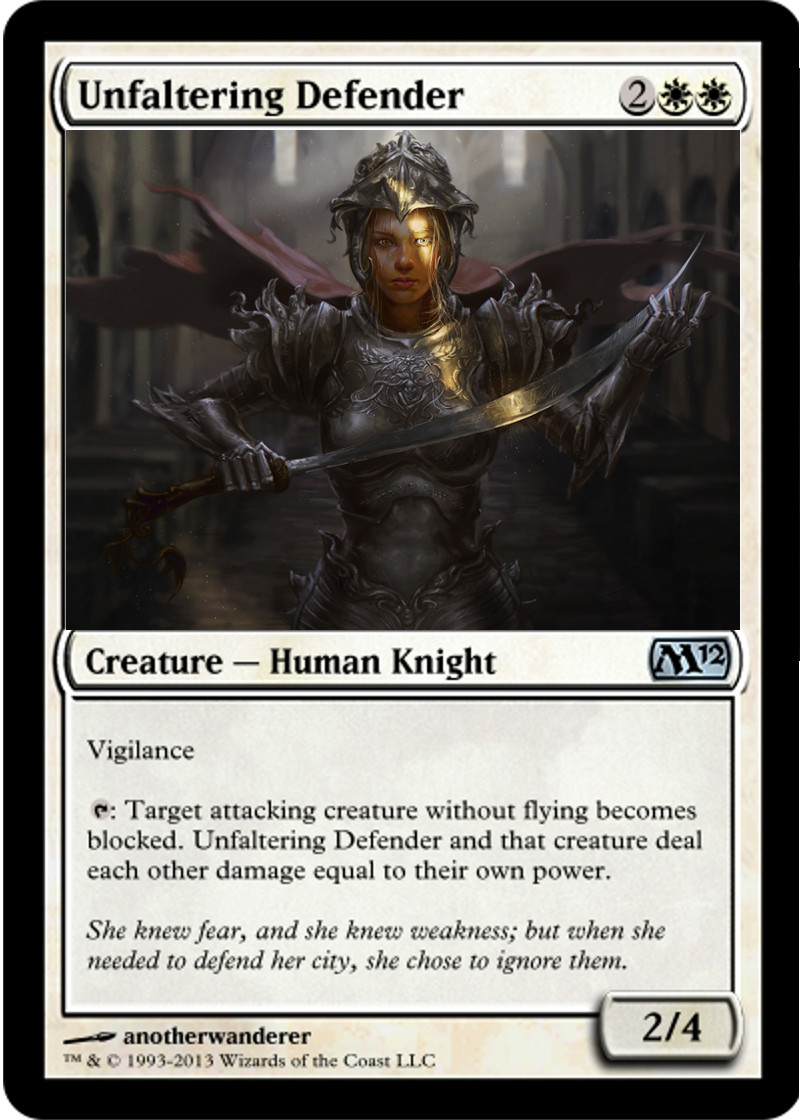 Unfaltering Defender 2
Creature — Human Knight M12
Vigilance
: Target attacking creature without flying becomes
blocked. Unfaltering Defender and that creature deal
each other damage equal to their own power.
She knew fear, and she knew weakness; but when she
needed to defend her city, she chose to ignore them.
2/4
anotherwanderer
™ & © 1993-2013 Wizards of the Coast LLC